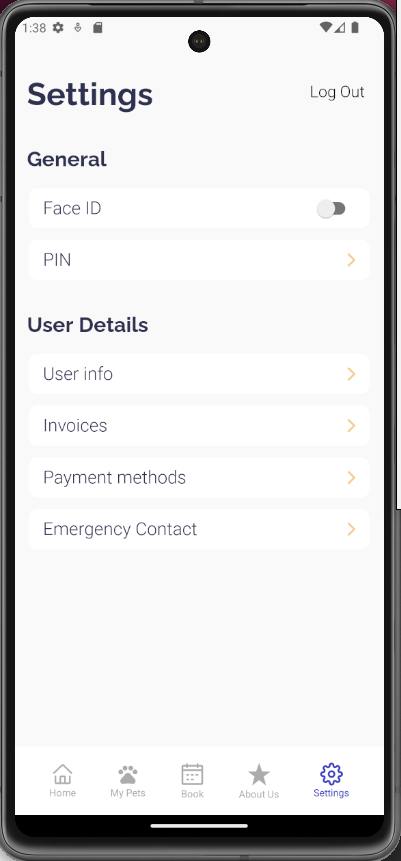 1:38
Settings
Log Out
General
Face ID
PIN
User Details
User info
Invoices
Payment methods
Emergency Contact
Home
My Pets
Book
About Us
Settings